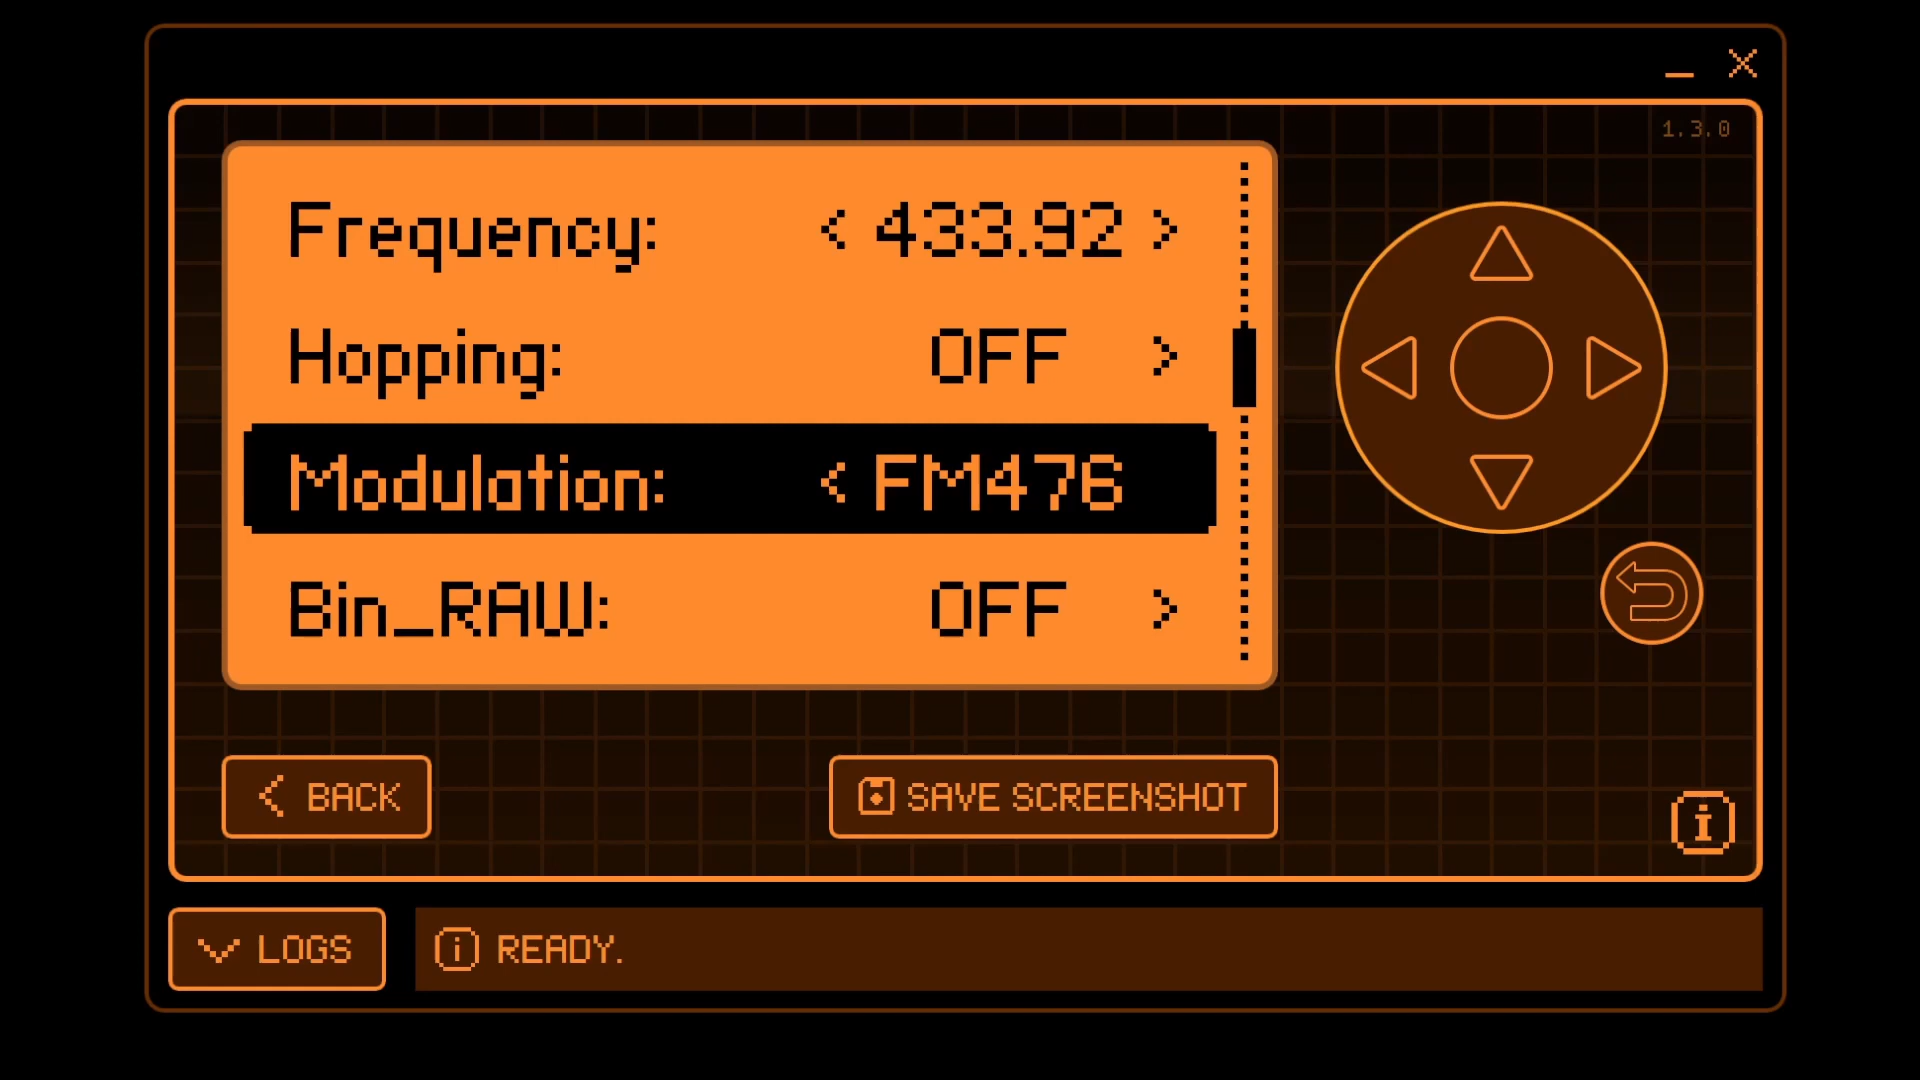 1.3.0
Frequency: < 433.92 >
Hopping: OFF >
Modulation: < FM476
Bin_RAW: OFF >
< BACK
SAVE SCREENSHOT
LOGS
READY.